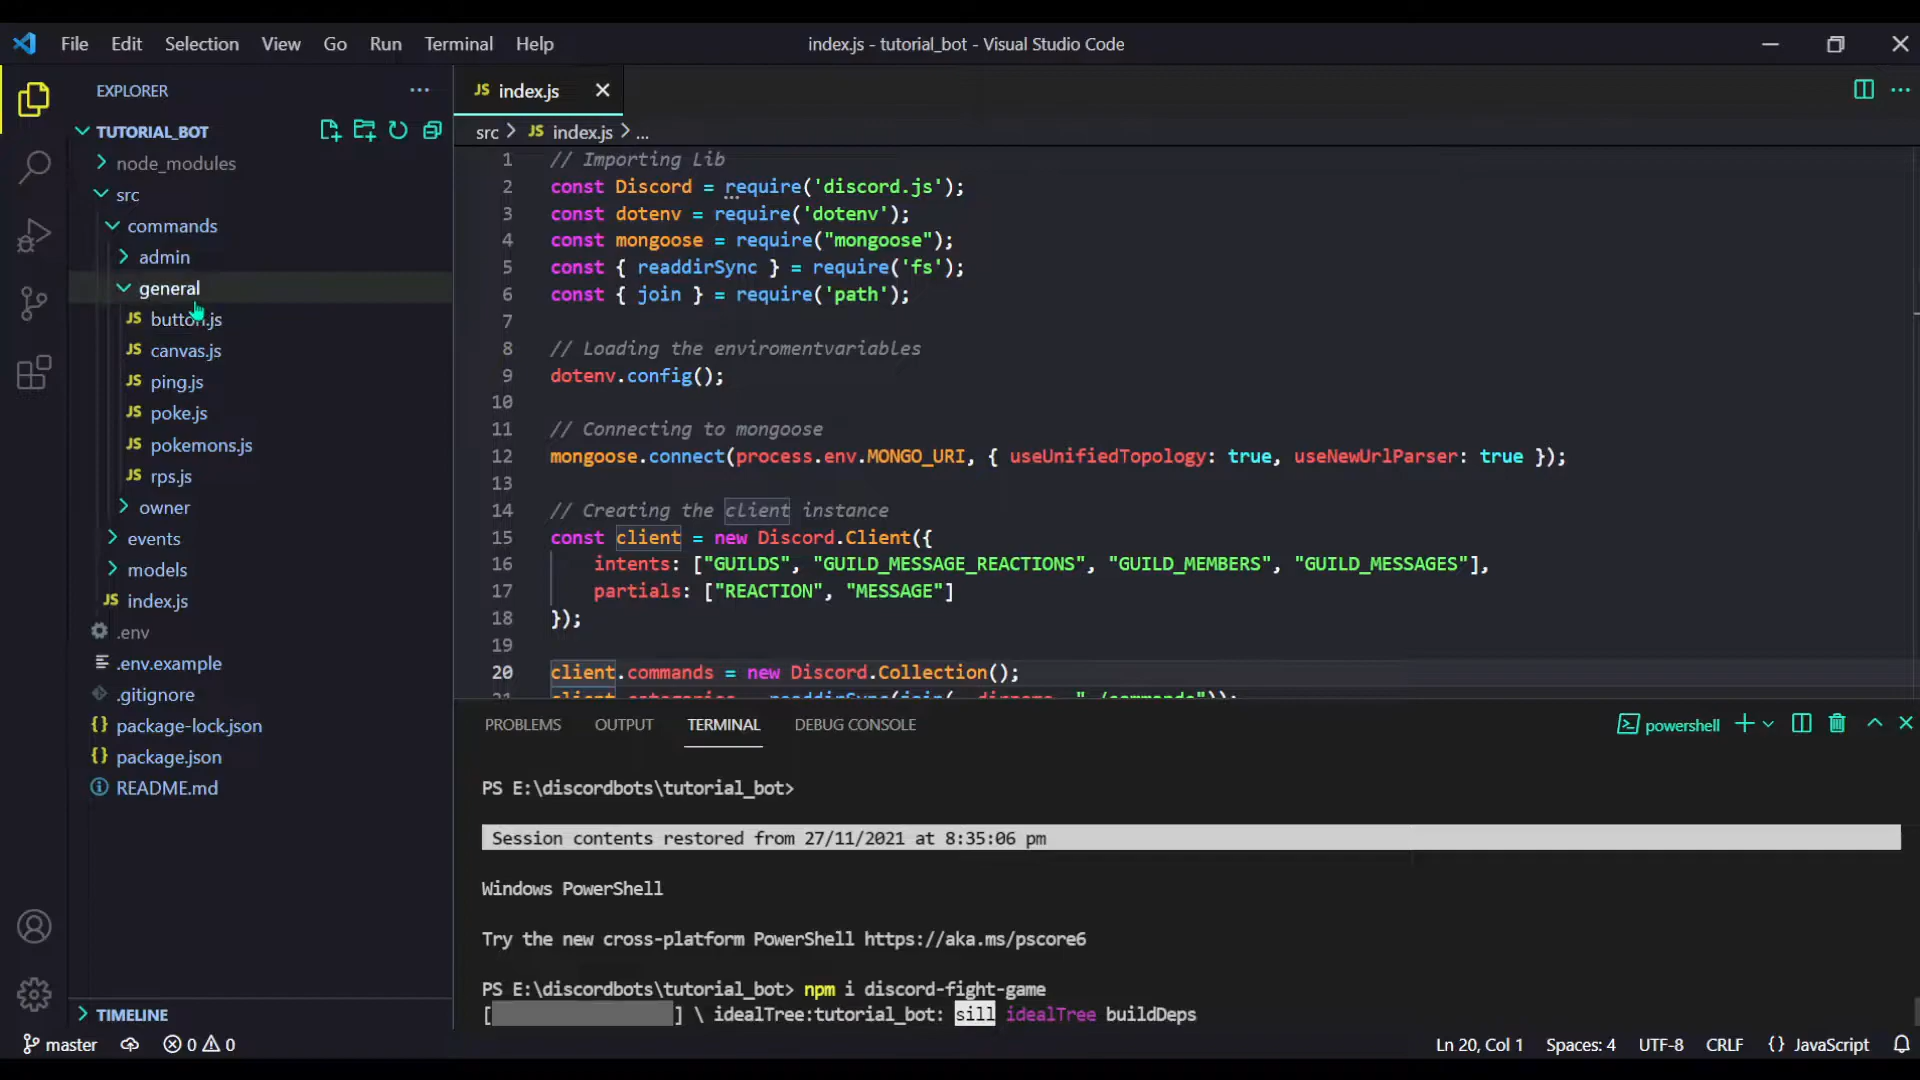 File Edit Selection View Go Run Terminal Help
index.js - tutorial_bot - Visual Studio Code
EXPLORER
TUTORIAL_BOT
node_modules
src
commands
admin
general
JS button.js
JS canvas.js
JS ping.js
JS poke.js
JS pokemons.js
JS rps.js
owner
events
models
JS index.js
.env
.env.example
.gitignore
{} package-lock.json
{} package.json
README.md
TIMELINE
JS index.js
src > JS index.js > ...
1 // Importing Lib
2 const Discord = require('discord.js');
3 const dotenv = require('dotenv');
4 const mongoose = require("mongoose");
5 const { readdirSync } = require('fs');
6 const { join } = require('path');
7
8 // Loading the enviromentvariables
9 dotenv.config();
10
11 // Connecting to mongoose
12 mongoose.connect(process.env.MONGO_URI, { useUnifiedTopology: true, useNewUrlParser: true });
13
14 // Creating the client instance
15 const client = new Discord.Client({
16 intents: ["GUILDS", "GUILD_MESSAGE_REACTIONS", "GUILD_MEMBERS", "GUILD_MESSAGES"],
17 partials: ["REACTION", "MESSAGE"]
18 });
19
20 client.commands = new Discord.Collection();
21 client.categories = readdirSync(join(__dirname, "./commands"));
PROBLEMS OUTPUT TERMINAL DEBUG CONSOLE
powershell
PS E:\discordbots\tutorial_bot>
Session contents restored from 27/11/2021 at 8:35:06 pm
Windows PowerShell
Try the new cross-platform PowerShell https://aka.ms/pscore6
PS E:\discordbots\tutorial_bot> npm i discord-fight-game
[ ] \ idealTree:tutorial_bot: sill idealTree buildDeps
master 0 0
Ln 20, Col 1 Spaces: 4 UTF-8 CRLF {} JavaScript